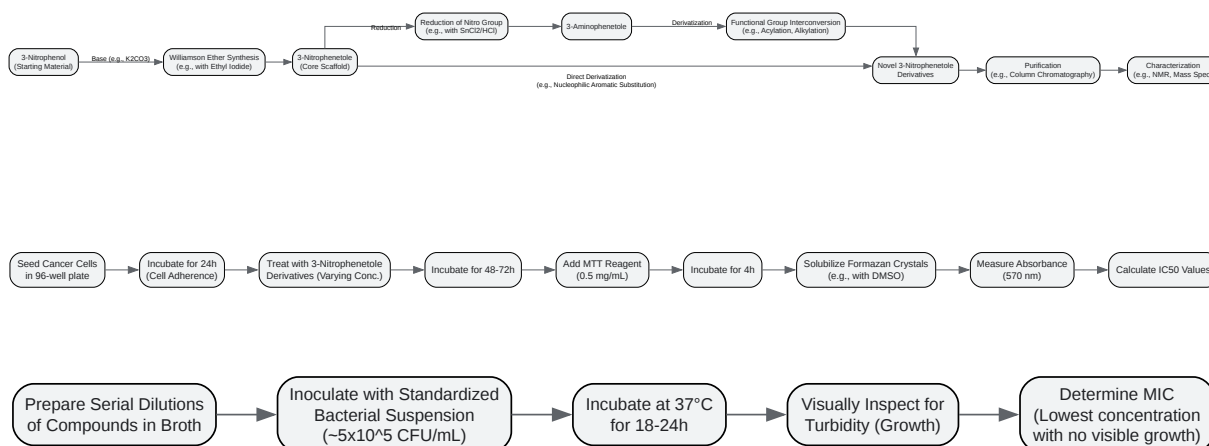 Reduction of Nitro Group
(e.g., with SnCl2/HCl)
3-Aminophenetole
Functional Group Interconversion
(e.g., Acylation, Alkylation)
Reduction
Derivatization
3-Nitrophenol
(Starting Material)
Base (e.g., K2CO3)
Williamson Ether Synthesis
(e.g., with Ethyl Iodide)
3-Nitrophenetole
(Core Scaffold)
Direct Derivatization
(e.g., Nucleophilic Aromatic Substitution)
Novel 3-Nitrophenetole
Derivatives
Purification
(e.g., Column Chromatography)
Characterization
(e.g., NMR, Mass Spec
Seed Cancer Cells
in 96-well plate
Incubate for 24h
(Cell Adherence)
Treat with 3-Nitrophenetole
Derivatives (Varying Conc.)
Incubate for 48-72h
Add MTT Reagent
(0.5 mg/mL)
Incubate for 4h
Solubilize Formazan Crystals
(e.g., with DMSO)
Measure Absorbance
(570 nm)
Calculate IC50 Values
Prepare Serial Dilutions
of Compounds in Broth
Inoculate with Standardized
Bacterial Suspension
(~5x10^5 CFU/mL)
Incubate at 37°C
for 18-24h
Visually Inspect for
Turbidity (Growth)
Determine MIC
(Lowest concentration
with no visible growth)